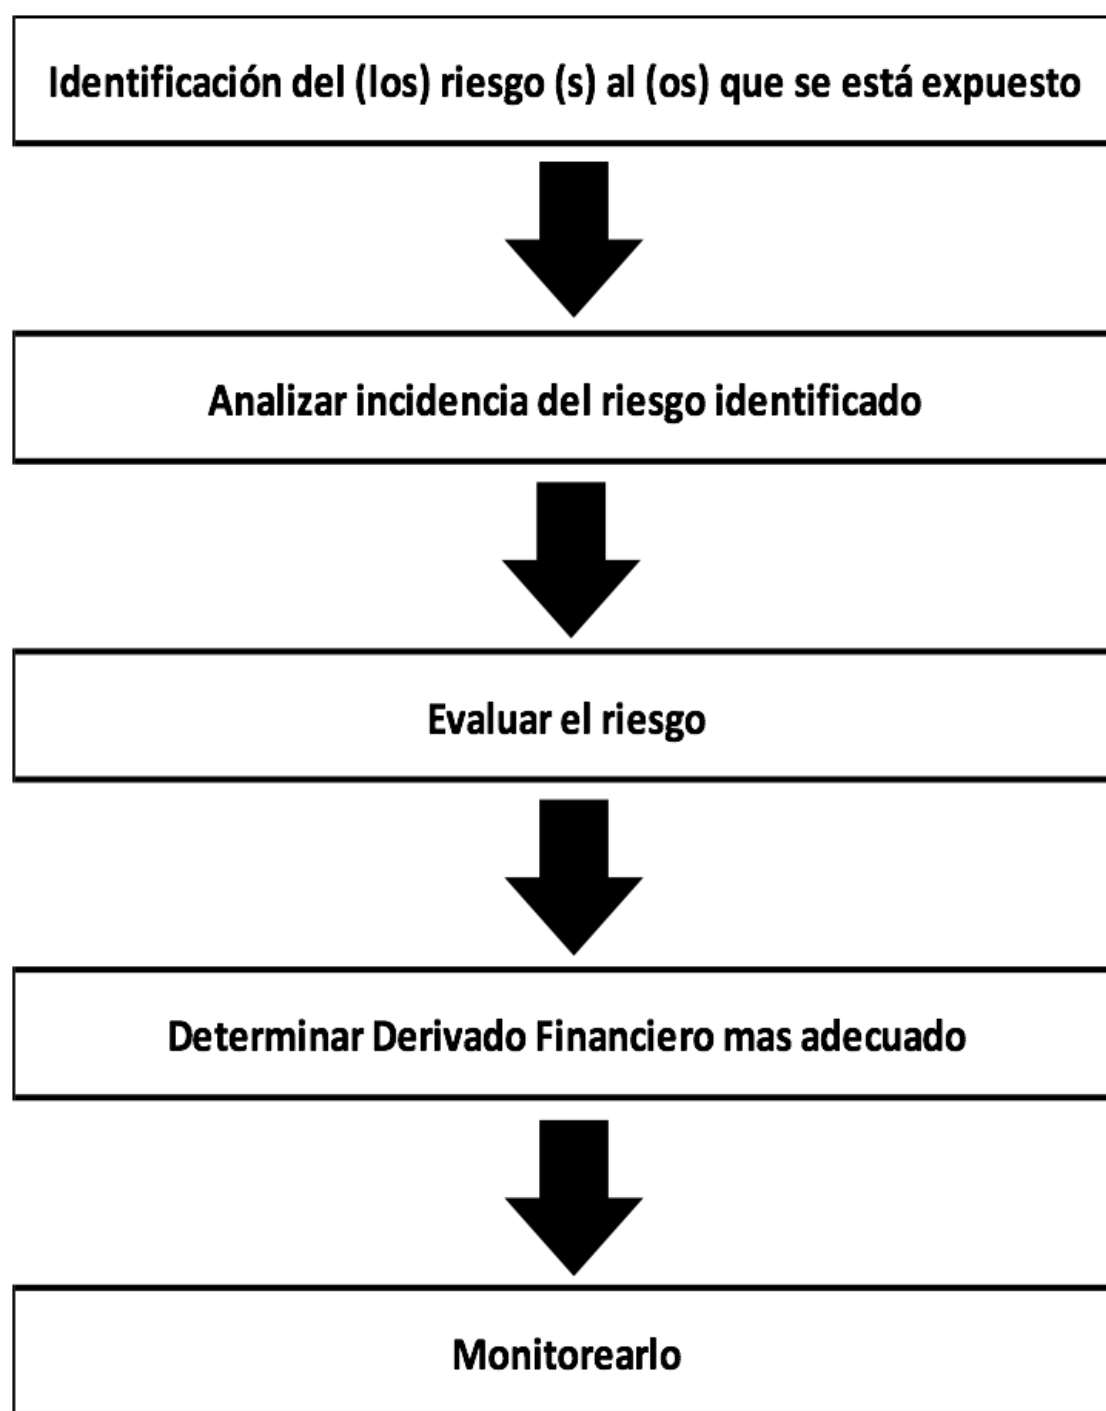 Identificación del (los) riesgo (s) al (os) que se está expuesto
Analizar incidencia del riesgo identificado
Evaluar el riesgo
Determinar Derivado Financiero mas adecuado
Monitorearlo